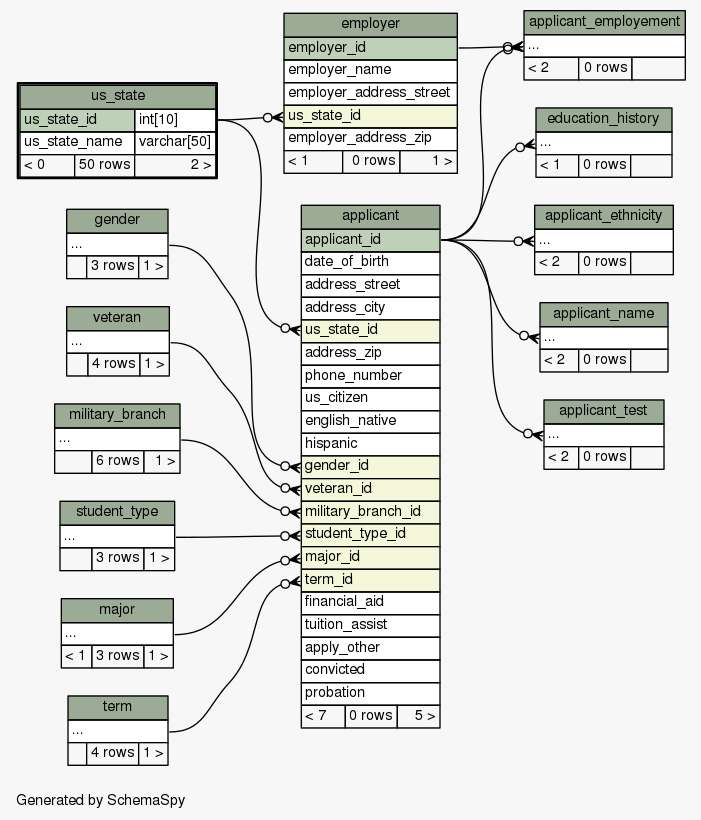 us_state
us_state_id int[10]
us_state_name varchar[50]
< 0 50 rows 2 >
employer
employer_id
employer_name
employer_address_street
us_state_id
employer_address_zip
< 1 0 rows 1 >
applicant_employement
...
< 2 0 rows
education_history
...
< 1 0 rows
applicant_ethnicity
...
< 2 0 rows
applicant_name
...
< 2 0 rows
applicant_test
...
< 2 0 rows
gender
...
3 rows 1 >
veteran
...
4 rows 1 >
military_branch
...
6 rows 1 >
student_type
...
3 rows 1 >
major
...
< 1 3 rows 1 >
term
...
4 rows 1 >
applicant
applicant_id
date_of_birth
address_street
address_city
us_state_id
address_zip
phone_number
us_citizen
english_native
hispanic
gender_id
veteran_id
military_branch_id
student_type_id
major_id
term_id
financial_aid
tuition_assist
apply_other
convicted
probation
< 7 0 rows 5 >
Generated by SchemaSpy